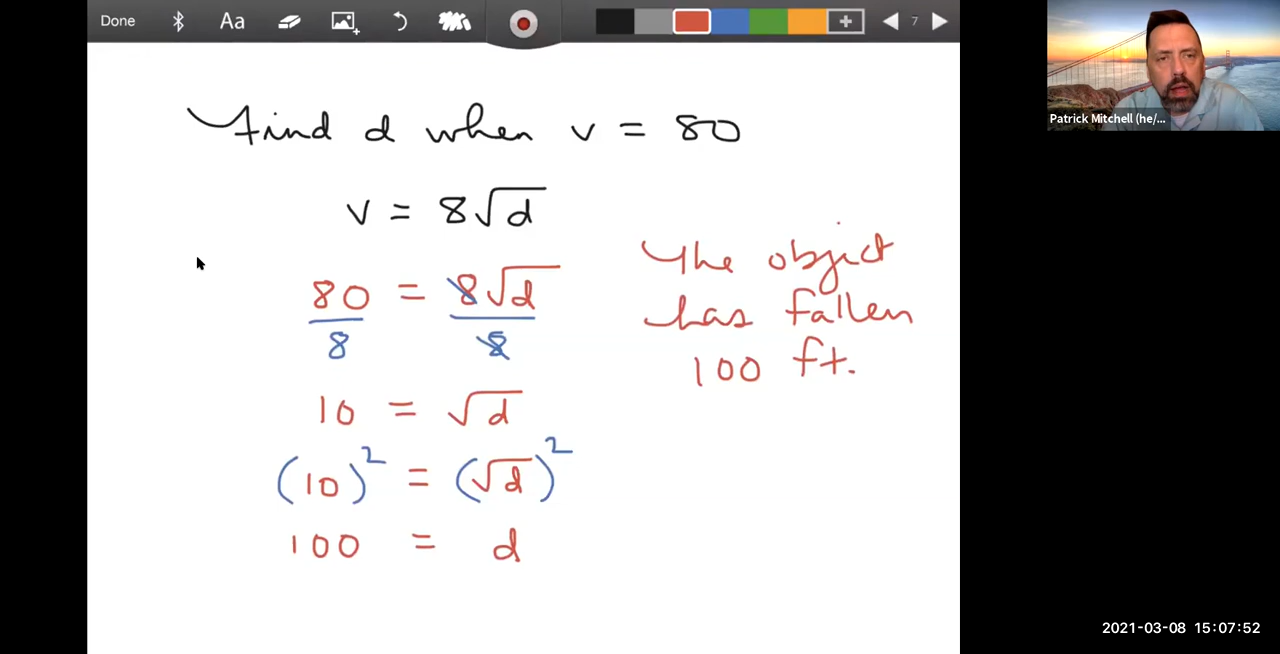 Done Aa 7
find d when v = 80
v = 8√d
80 = 8√d
8 8
10 = √d
(10)² = (√d)²
100 = d
The object
has fallen
100 ft.
Patrick Mitchell (he/...
2021-03-08 15:07:52